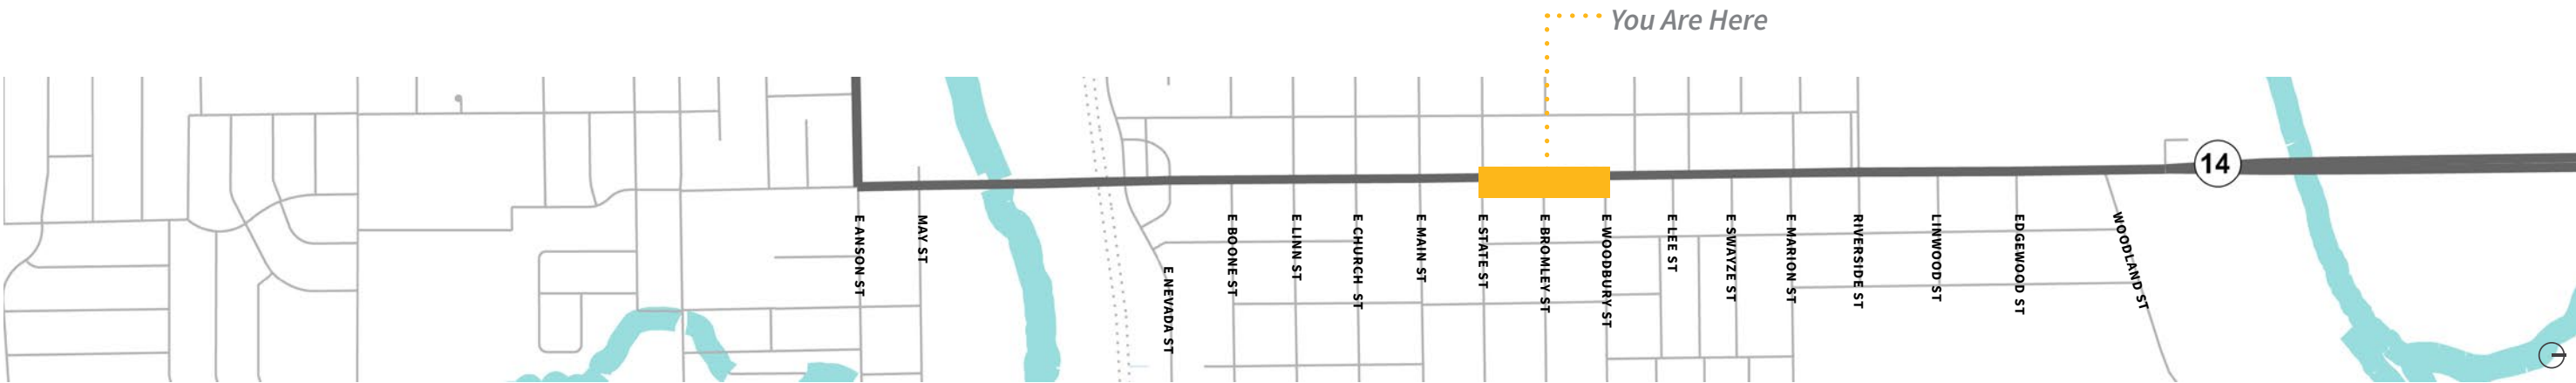 You Are Here
14
E ANSON ST
MAY ST
E NEVADA ST
E BOONE ST
E LINN ST
E CHURCH ST
E MAIN ST
E STATE ST
E BROMLEY ST
E WOODBURY ST
E LEE ST
E SWAYZE ST
E MARION ST
RIVERSIDE ST
LINWOOD ST
EDGEWOOD ST
WOODLAND ST